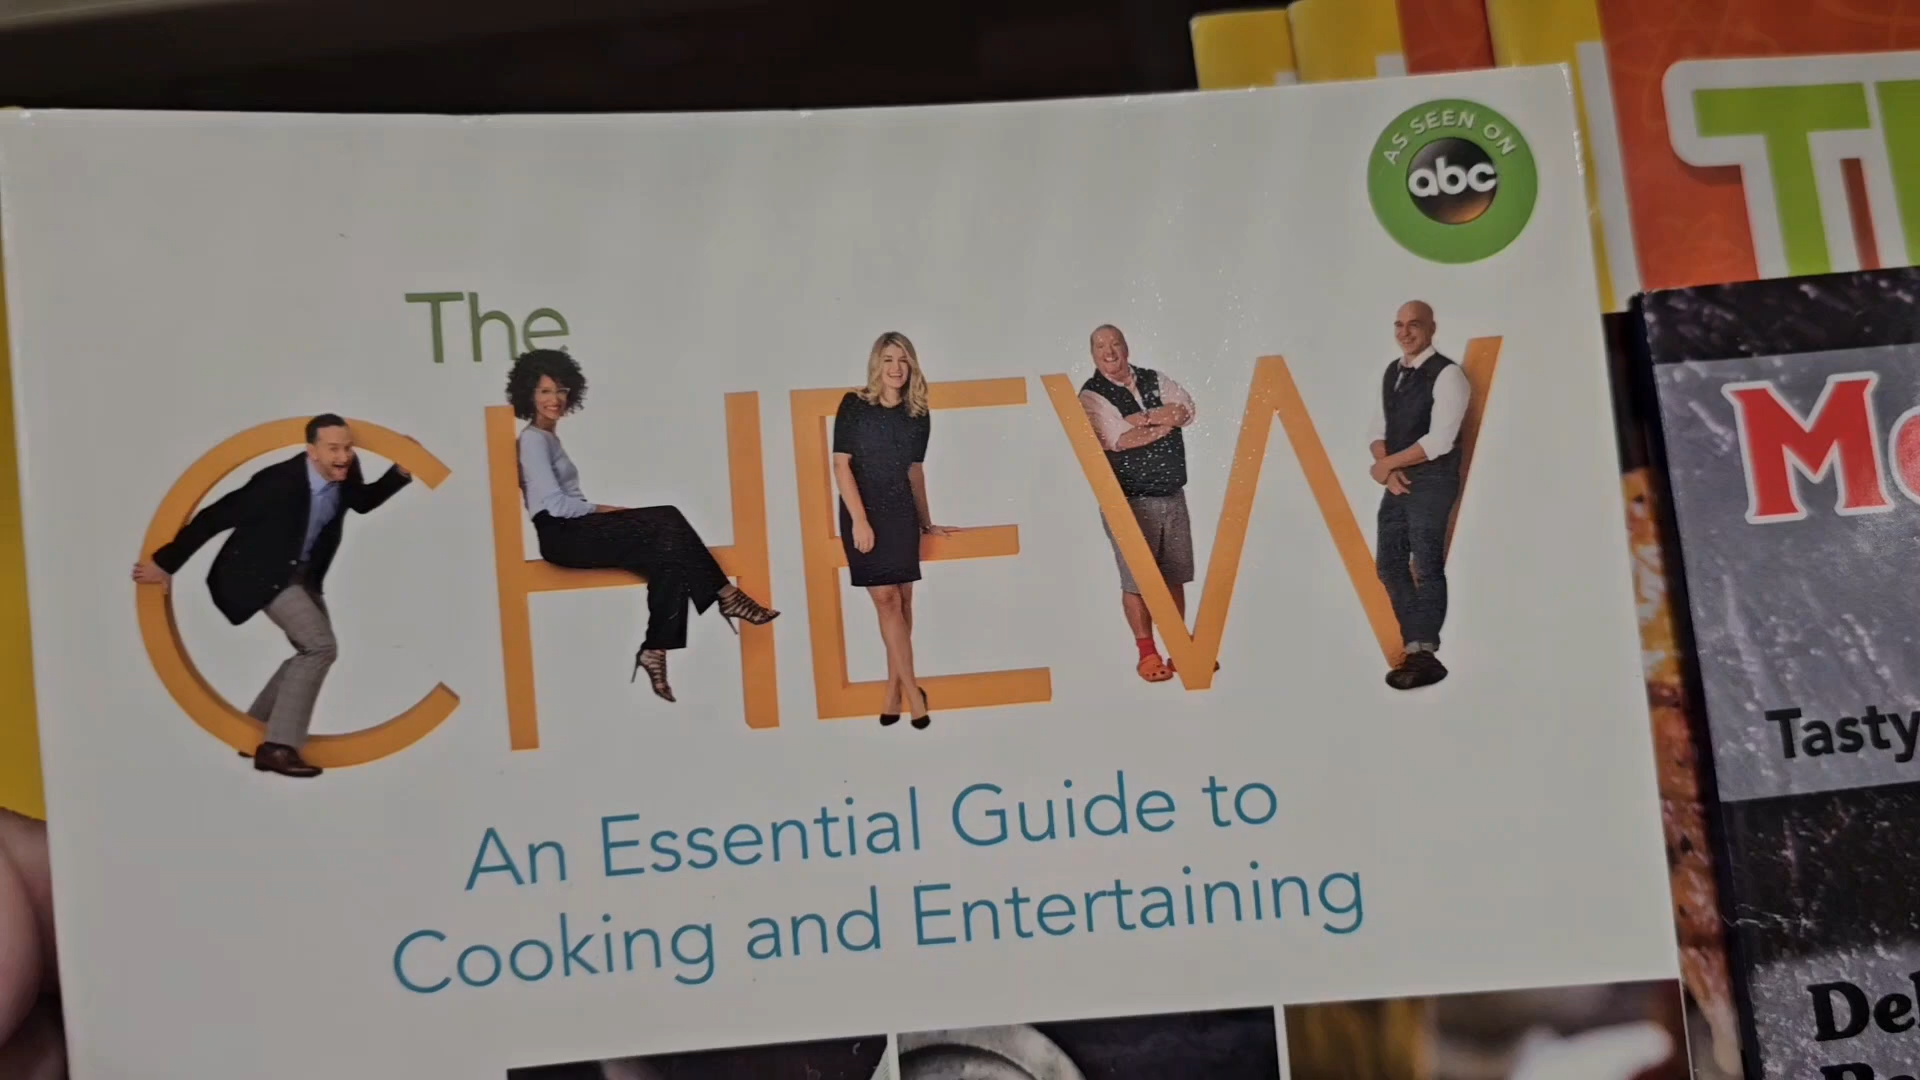 AS SEEN ON
abc
The
CHEW
An Essential Guide to
Cooking and Entertaining
Tasty